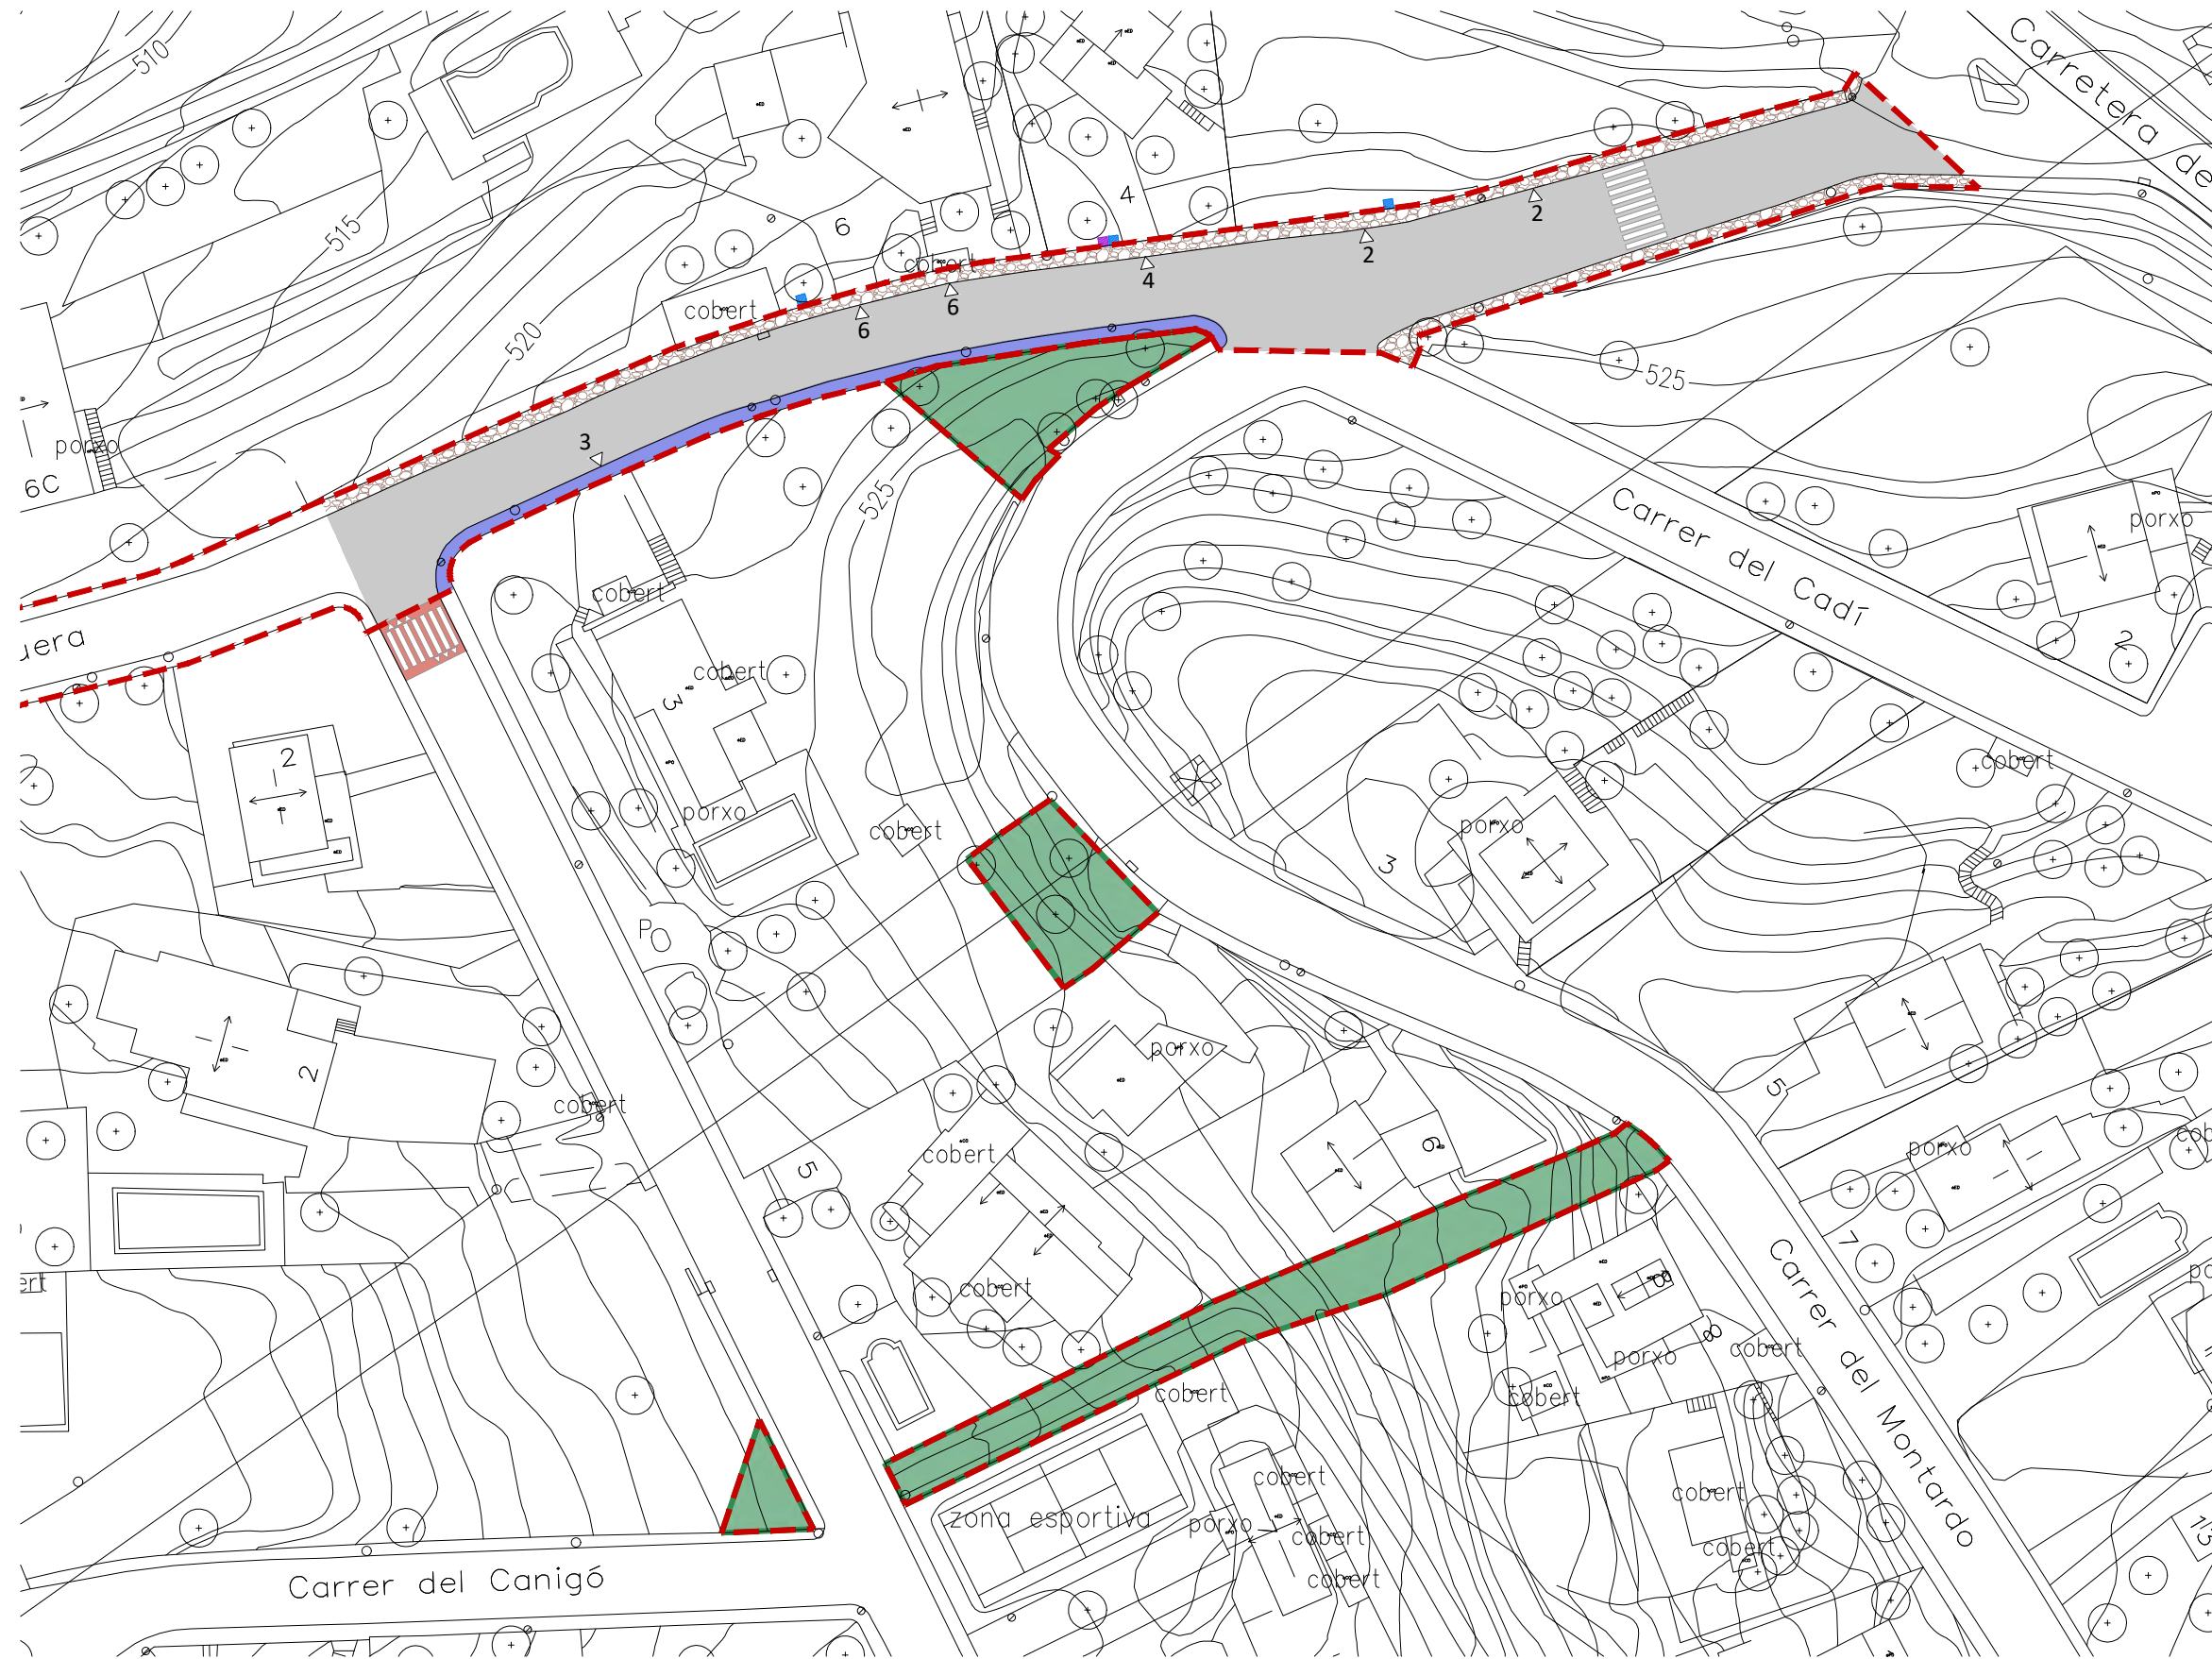 510
Carretera de
515
4
6
2
cobert
2
4
6
cobert
6
520
525
3
porxo
6C
525
Carrer del Cadí
porxo
cobert
2
uera
cobert
3
2
cobert
porxo
cobert
porxo
3
PO
porxo
2
5
cobert
cobert
6
porxo
5
7
cobert
porxo
8
8
porxo
cobert
cobert
cobert
Carrer del Montardo
cobert
zona esportiva
porxo
cobert
cobert
cobert
cobert
Carrer del Canigó
15